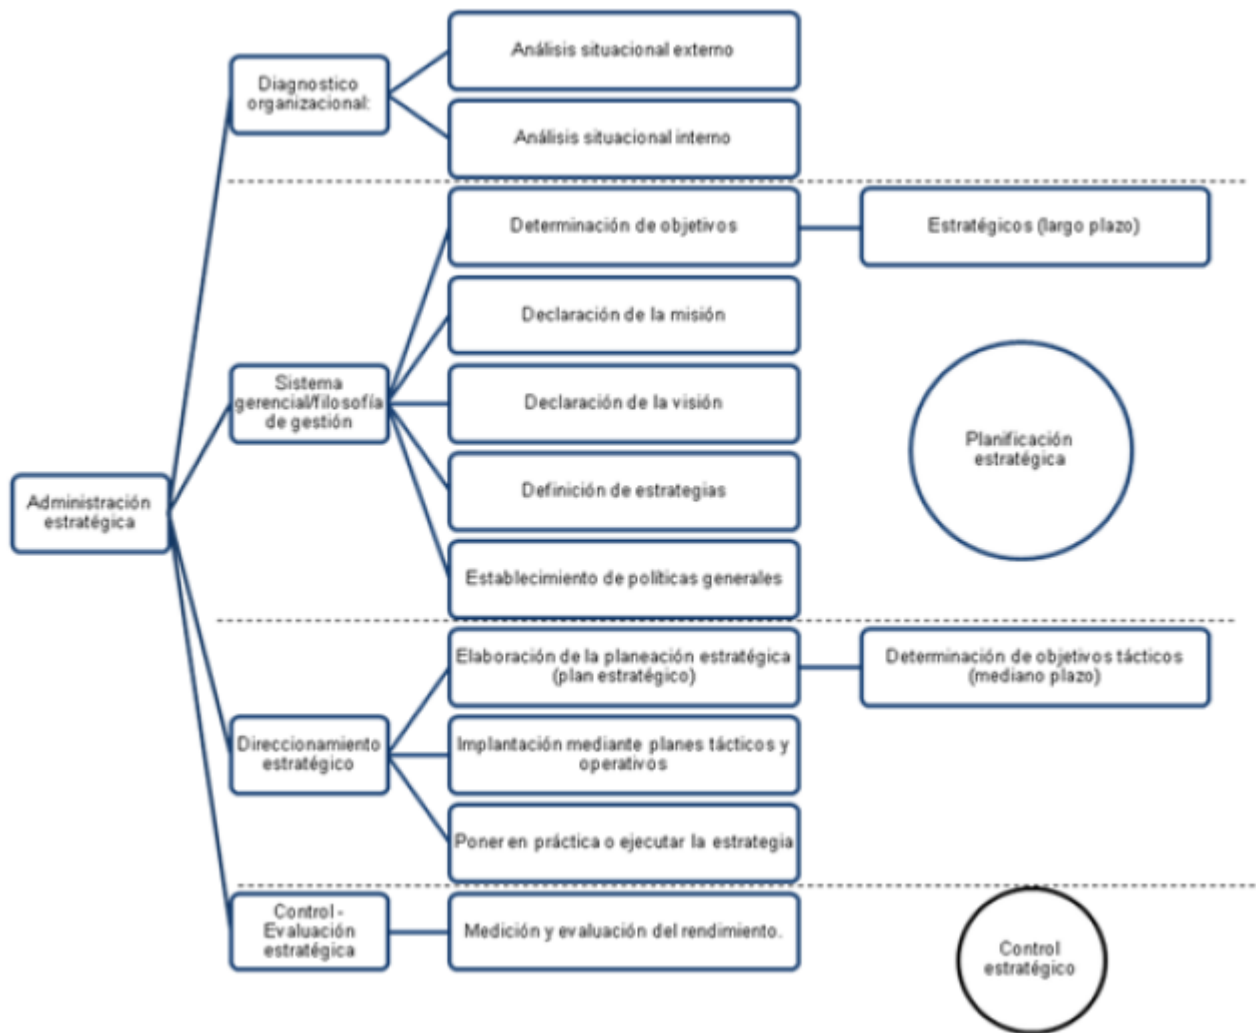 Análisis situacional externo
Diagnostico
organizacional:
Análisis situacional interno
Determinación de objetivos
Estratégicos (largo plazo)
Declaración de la misión
Sistema
gerencial/filosofía
de gestión
Declaración de la visión
Planificación
estratégica
Definición de estrategias
Administración
estratégica
Establecimiento de políticas generales
Elaboración de la planeación estratégica
(plan estratégico)
Determinación de objetivos tácticos
(mediano plazo)
Direccionamiento
estratégico
Implantación mediante planes tácticos y
operativos
Poner en práctica o ejecutar la estrategia
Control -
Evaluación
estratégica
Medición y evaluación del rendimiento.
Control
estratégico